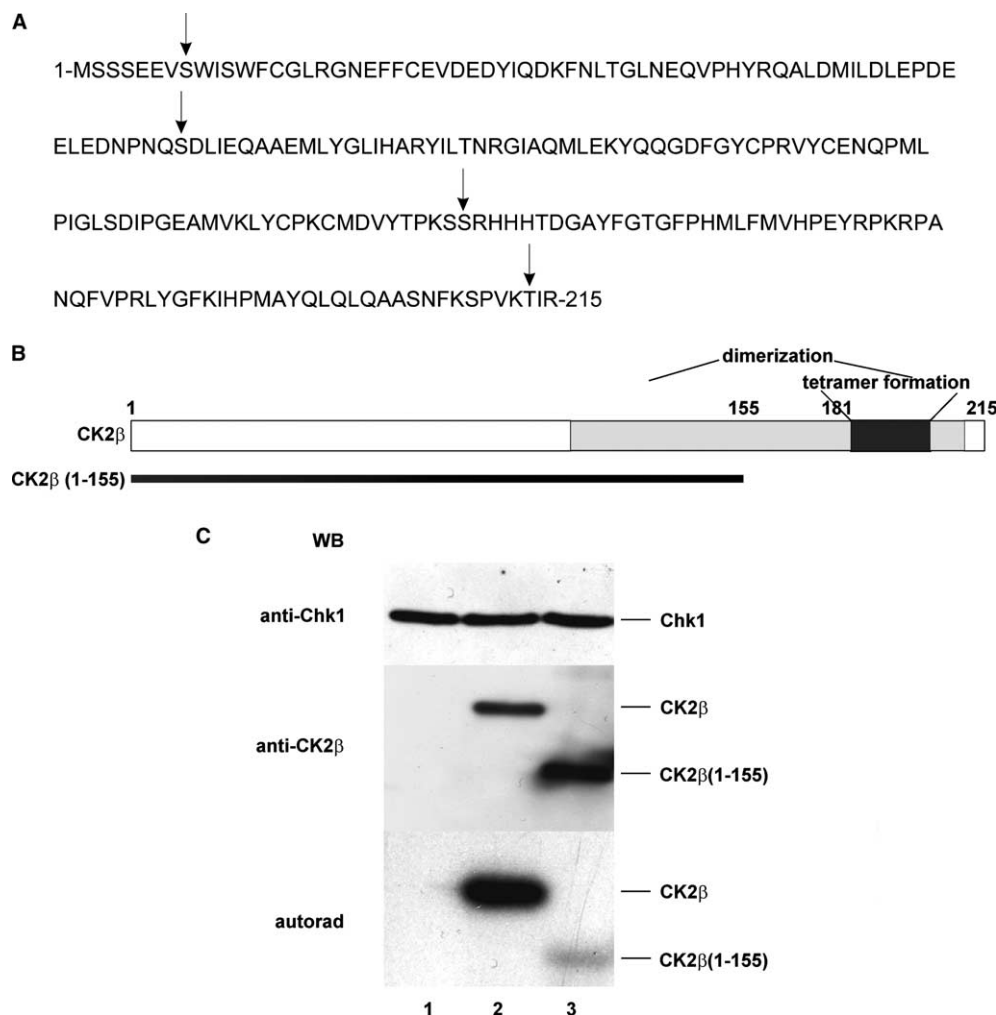 A
1-MSSSEEVSWISWFCGLRGNEFFCEVDEDYIQDKFNLTGLNEQVPHYRQALDMILDLEPDE
ELEDNPNQSDLIEQAAEMLYGLIHARYILTNRGIAQMLEKYQQGDFGYCPRVYCENQPML
PIGLSDIPGEAMVKLYCPKCMDVYTPKSSRHHHTDGAYFGTGFPHMLFMVHPEYRPKRPA
NQFVPRLYGFKIHPMAYQLQLQAASNFKSPVKTIR-215
B
dimerization
tetramer formation
1 155 181 215
CK2β
CK2β (1-155)
C WB
anti-Chk1 Chk1
CK2β
anti-CK2β
CK2β(1-155)
CK2β
autorad
CK2β(1-155)
1 2 3